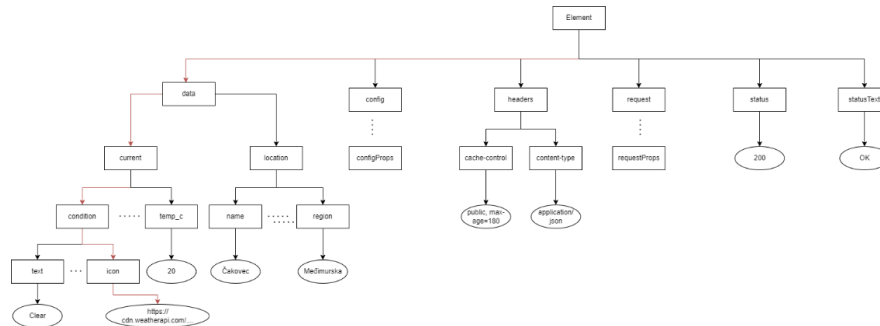 Element
data
config
headers
request
status
statusText
current
location
configProps
cache-control
content-type
requestProps
200
OK
condition
temp_c
name
region
public, max-
age=180
application/
json
text
icon
20
Čakovec
Međimurska
Clear
https://
cdn.weatherapi.com/...